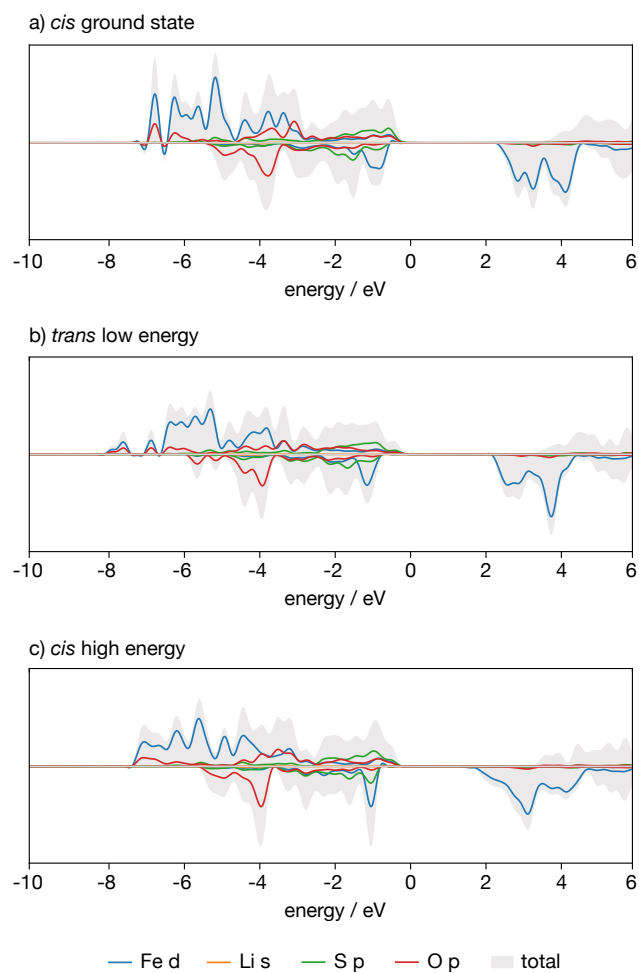 a) cis ground state
-10 -8 -6 -4 -2 0 2 4 6
energy / eV
b) trans low energy
-10 -8 -6 -4 -2 0 2 4 6
energy / eV
c) cis high energy
-10 -8 -6 -4 -2 0 2 4 6
energy / eV
Fe d Li s S p O p total